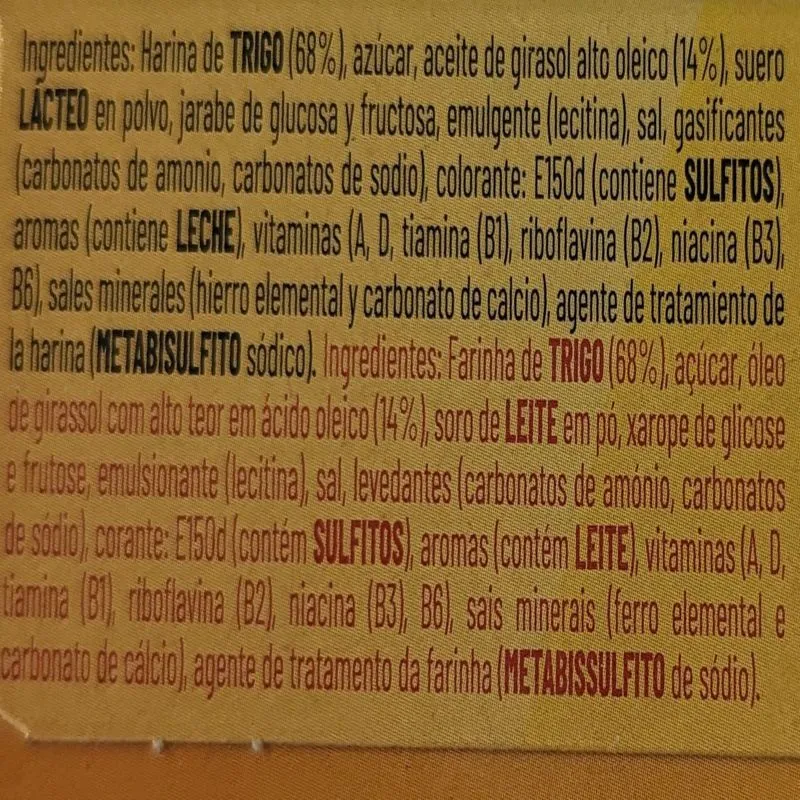 Ingredientes: Harina de TRIGO (68%), azúcar, aceite de girasol alto oleico (14%), suero
LÁCTEO en polvo, jarabe de glucosa y fructosa, emulgente (lecitina), sal, gasificantes
(carbonatos de amonio, carbonatos de sodio), colorante: E150d (contiene SULFITOS),
aromas (contiene LECHE), vitaminas (A, D, tiamina (B1), riboflavina (B2), niacina (B3),
B6), sales minerales (hierro elemental y carbonato de calcio), agente de tratamiento de
la harina (METABISULFITO sódico). Ingredientes: Farinha de TRIGO (68%), açúcar, óleo
de girassol com alto teor em ácido oleico (14%), soro de LEITE em pó, xarope de glicose
e frutose, emulsionante (lecitina), sal, levedantes (carbonatos de amónio, carbonatos
de sódio), corante: E150d (contém SULFITOS), aromas (contém LEITE), vitaminas (A, D,
tiamina (B1), riboflavina (B2), niacina (B3), B6), sais minerais (ferro elemental e
carbonato de cálcio), agente de tratamento da farinha (METABISSULFITO de sódio).